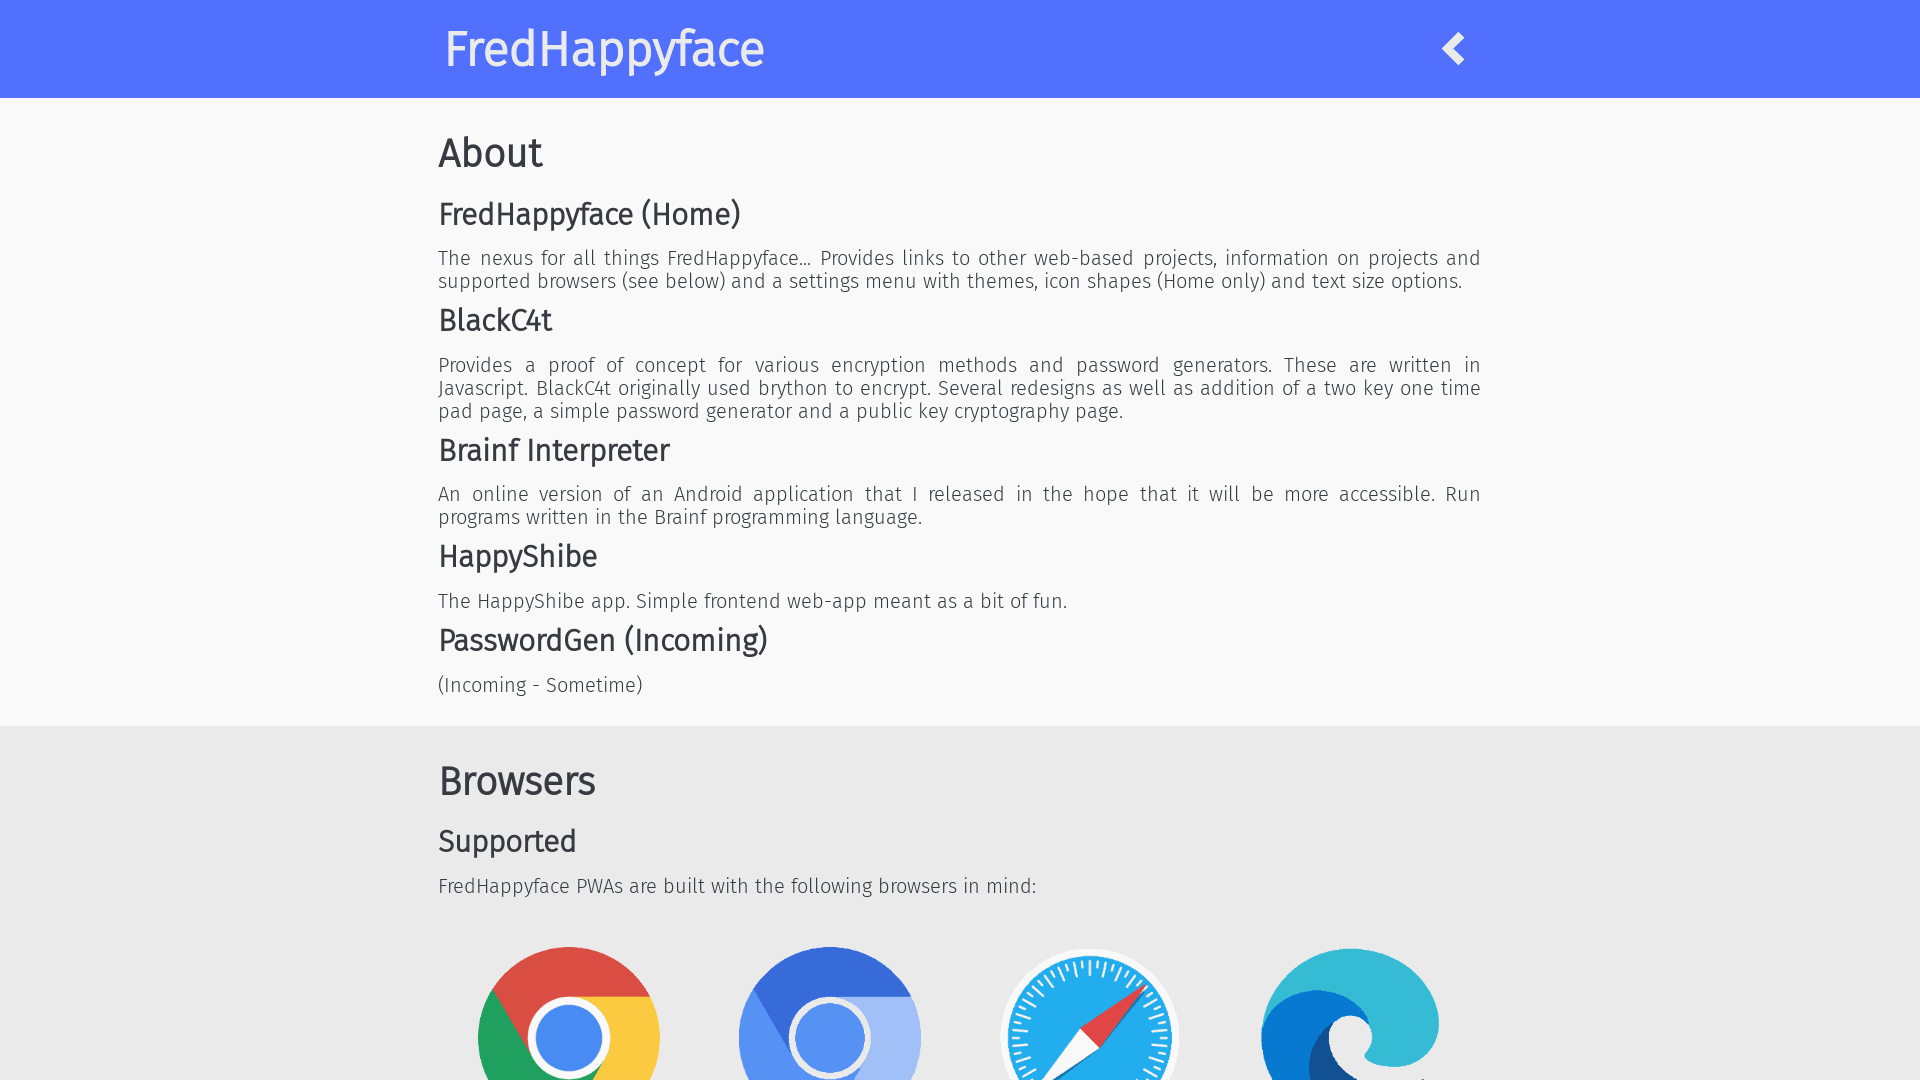 FredHappyface
About
FredHappyface (Home)
The nexus for all things FredHappyface... Provides links to other web-based projects, information on projects and
supported browsers (see below) and a settings menu with themes, icon shapes (Home only) and text size options.
BlackC4t
Provides a proof of concept for various encryption methods and password generators. These are written in
Javascript. BlackC4t originally used brython to encrypt. Several redesigns as well as addition of a two key one time
pad page, a simple password generator and a public key cryptography page.
Brainf Interpreter
An online version of an Android application that I released in the hope that it will be more accessible. Run
programs written in the Brainf programming language.
HappyShibe
The HappyShibe app. Simple frontend web-app meant as a bit of fun.
PasswordGen (Incoming)
(Incoming - Sometime)
Browsers
Supported
FredHappyface PWAs are built with the following browsers in mind: